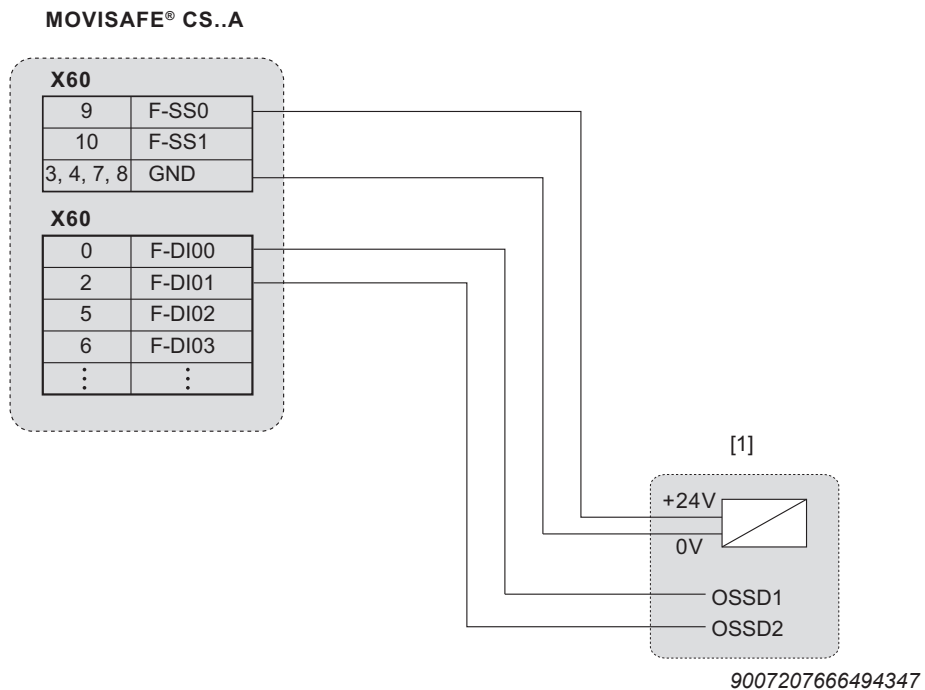 MOVISAFE® CS..A
X60
9 F-SS0
10 F-SS1
3, 4, 7, 8 GND
X60
0 F-DI00
2 F-DI01
5 F-DI02
6 F-DI03
⋮ ⋮
[1]
+24V
0V
OSSD1
OSSD2
9007207666494347